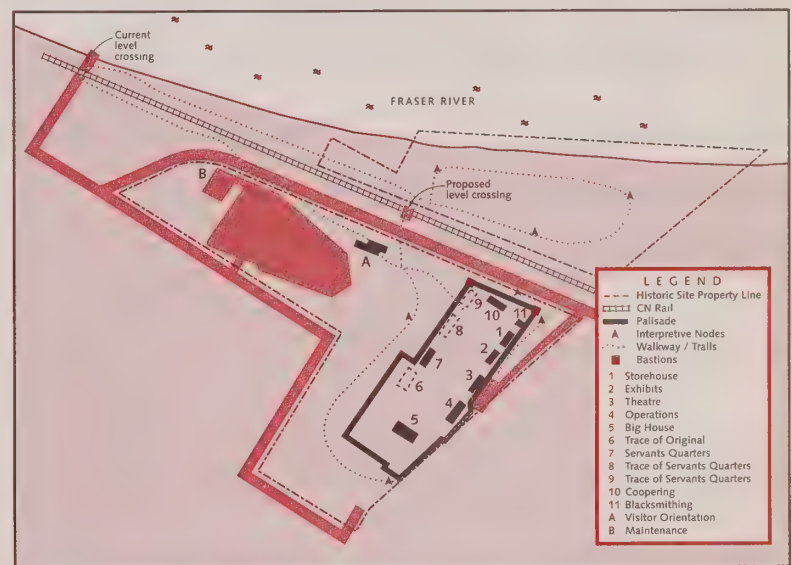 Current
level
crossing
FRASER RIVER
Proposed
level crossing
B
A
9
10
11
8
1
7
2
6
3
4
5
LEGEND
Historic Site Property Line
CN Rail
Palisade
Interpretive Nodes
Walkway / Trails
Bastions
1 Storehouse
2 Exhibits
3 Theatre
4 Operations
5 Big House
6 Trace of Original
7 Servants Quarters
8 Trace of Servants Quarters
9 Trace of Servants Quarters
10 Coopering
11 Blacksmithing
A Visitor Orientation
B Maintenance